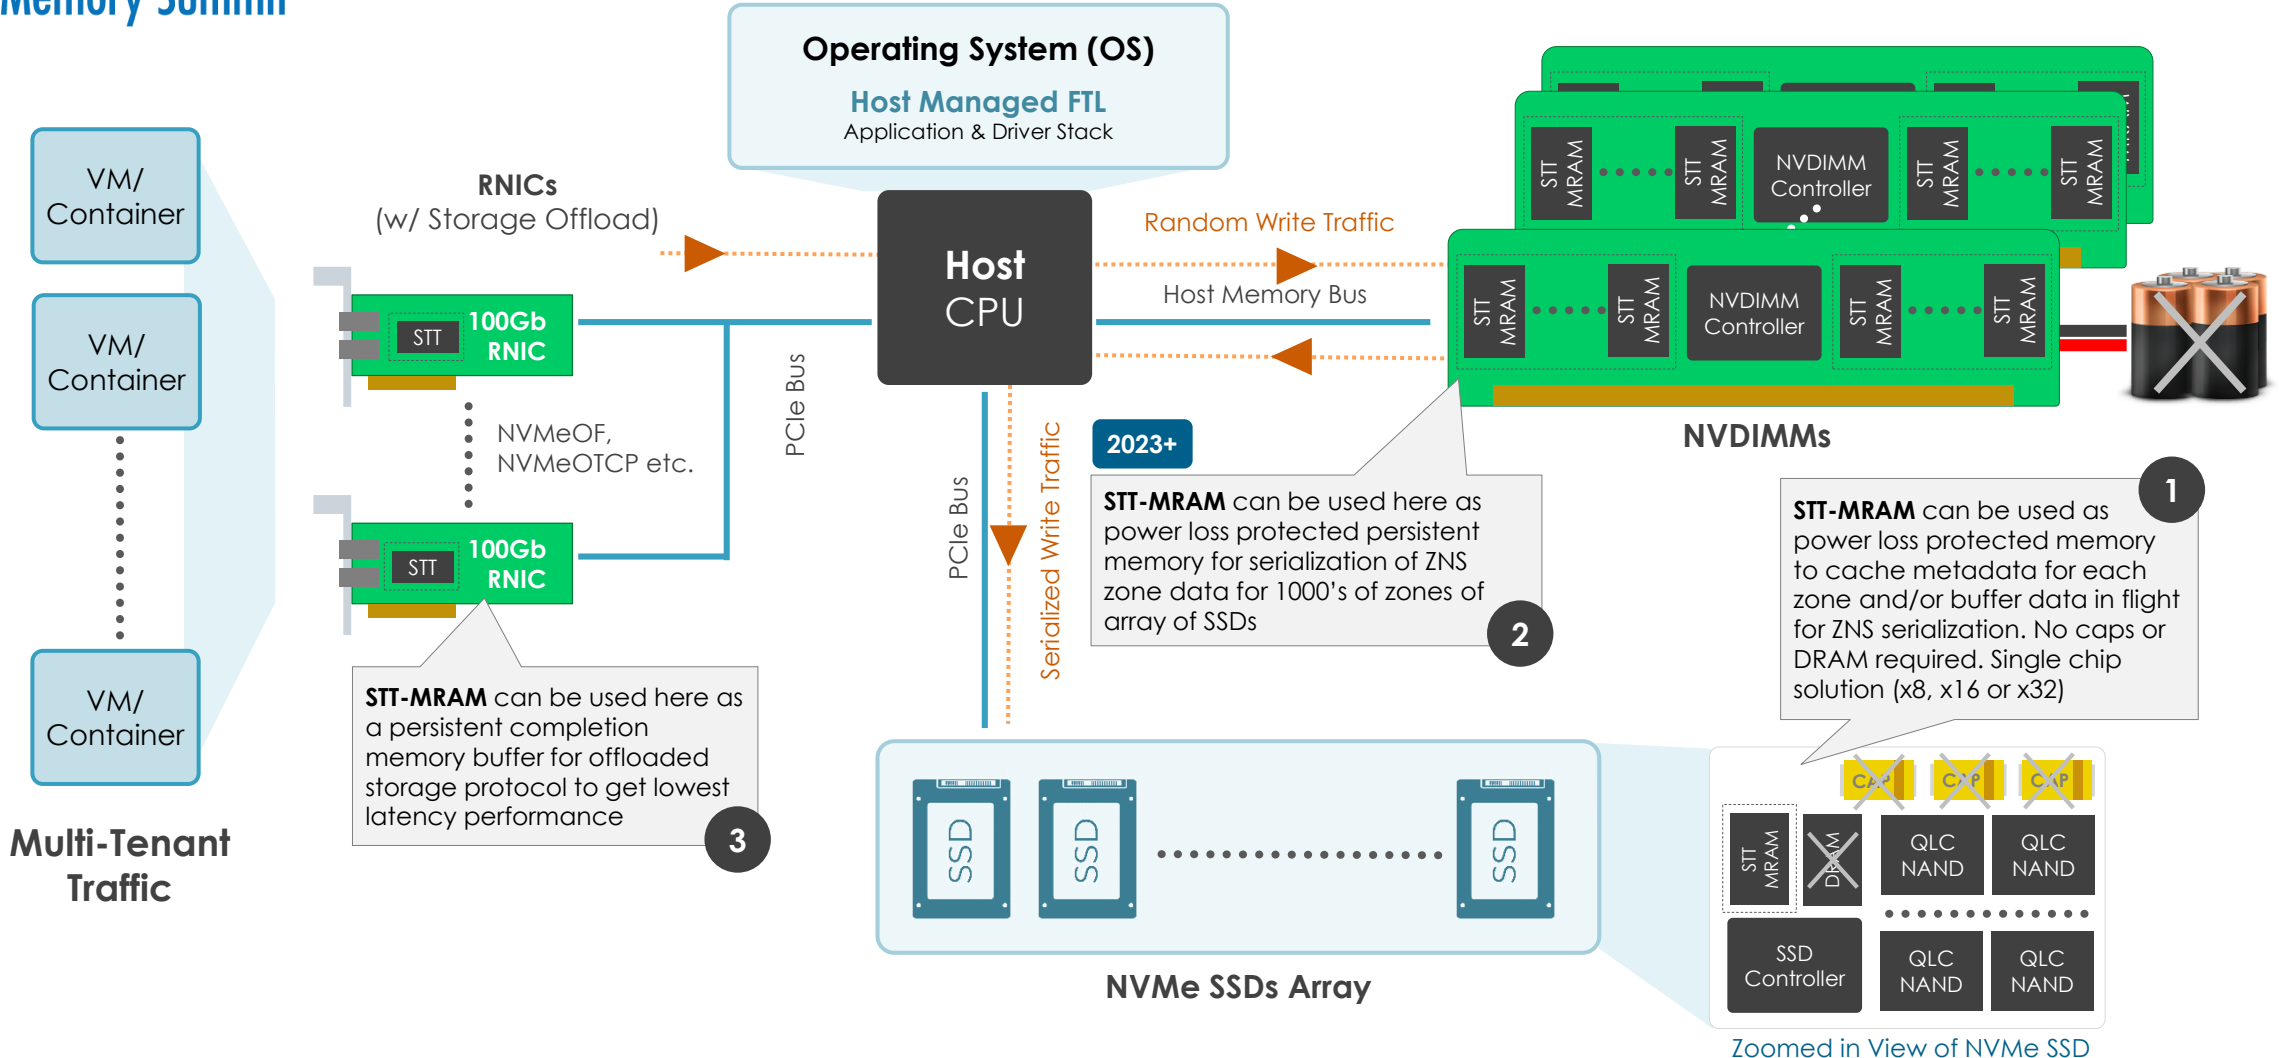 Memory Summit
Operating System (OS)
Host Managed FTL
Application & Driver Stack
VM/
Container
VM/
Container
VM/
Container
Multi-Tenant
Traffic
RNICs
(w/ Storage Offload)
STT
100Gb
RNIC
NVMeOF,
NVMeOTCP etc.
STT
100Gb
RNIC
PCIe Bus
Host
CPU
Random Write Traffic
Host Memory Bus
PCIe Bus
Serialized Write Traffic
STT
MRAM
STT
MRAM
NVDIMM
Controller
STT
MRAM
STT
MRAM
STT
MRAM
STT
MRAM
NVDIMM
Controller
STT
MRAM
STT
MRAM
NVDIMMs
2023+
STT-MRAM can be used here as
power loss protected persistent
memory for serialization of ZNS
zone data for 1000's of zones of
array of SSDs
2
1
STT-MRAM can be used as
power loss protected memory
to cache metadata for each
zone and/or buffer data in flight
for ZNS serialization. No caps or
DRAM required. Single chip
solution (x8, x16 or x32)
STT-MRAM can be used here as
a persistent completion
memory buffer for offloaded
storage protocol to get lowest
latency performance
3
SSD
SSD
SSD
NVMe SSDs Array
CAP
CAP
CAP
STT
MRAM
DRAM
QLC
NAND
QLC
NAND
SSD
Controller
QLC
NAND
QLC
NAND
Zoomed in View of NVMe SSD